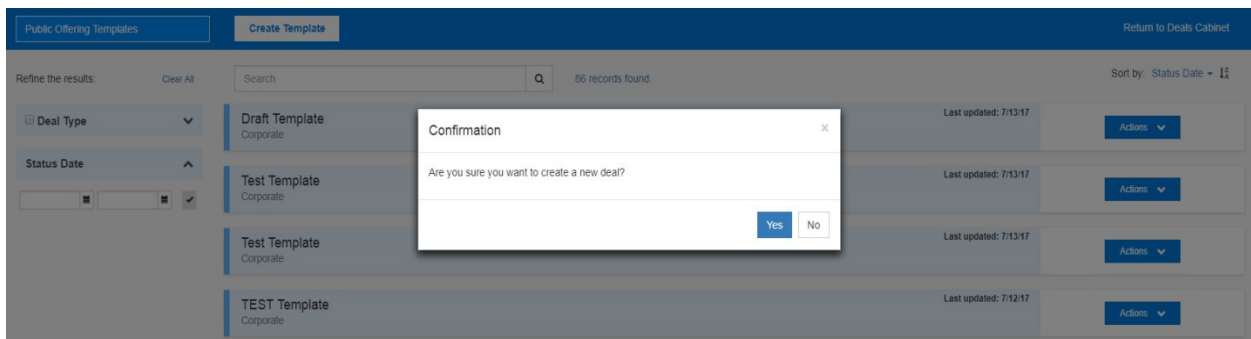 Public Offering Templates
Create Template
Return to Deals Cabinet
Refine the results:
Clear All
Search
86 records found.
Sort by: Status Date
Deal Type
Status Date
Draft Template
Corporate
Last updated: 7/13/17
Actions
Test Template
Corporate
Last updated: 7/13/17
Actions
Test Template
Corporate
Last updated: 7/13/17
Actions
TEST Template
Corporate
Last updated: 7/12/17
Actions
Confirmation
×
Are you sure you want to create a new deal?
Yes
No